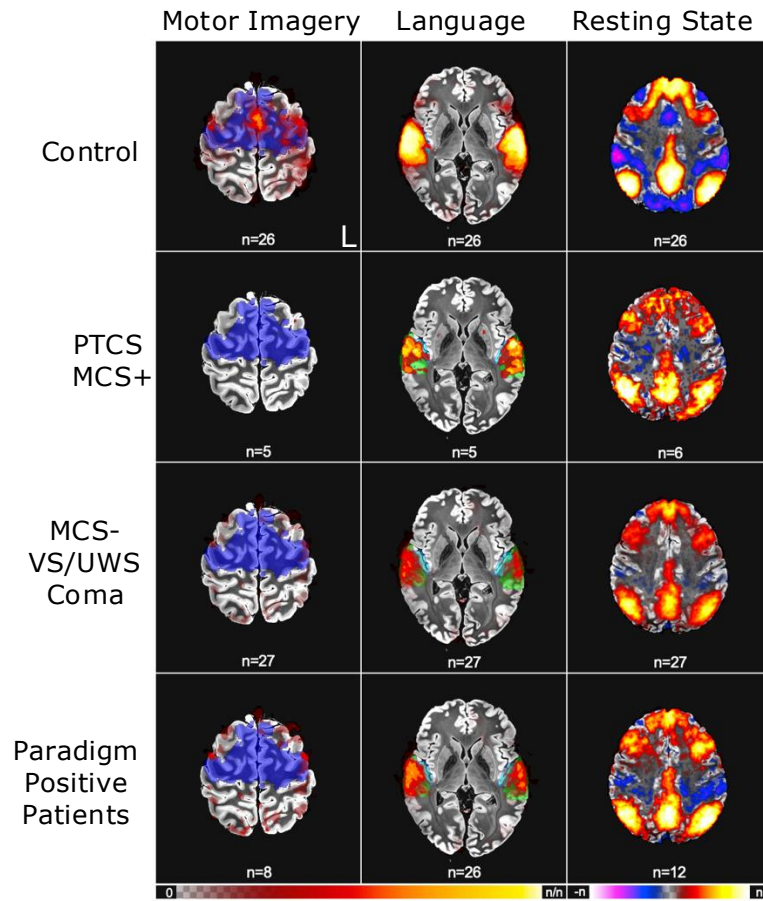 Motor Imagery Language Resting State
Control
n=26 L n=26 n=26
PTCS
MCS+
n=5 n=5 n=6
MCS-
VS/UWS
Coma
n=27 n=27 n=27
Paradigm
Positive
Patients
n=8 n=26 n=12
0 n/n -n n